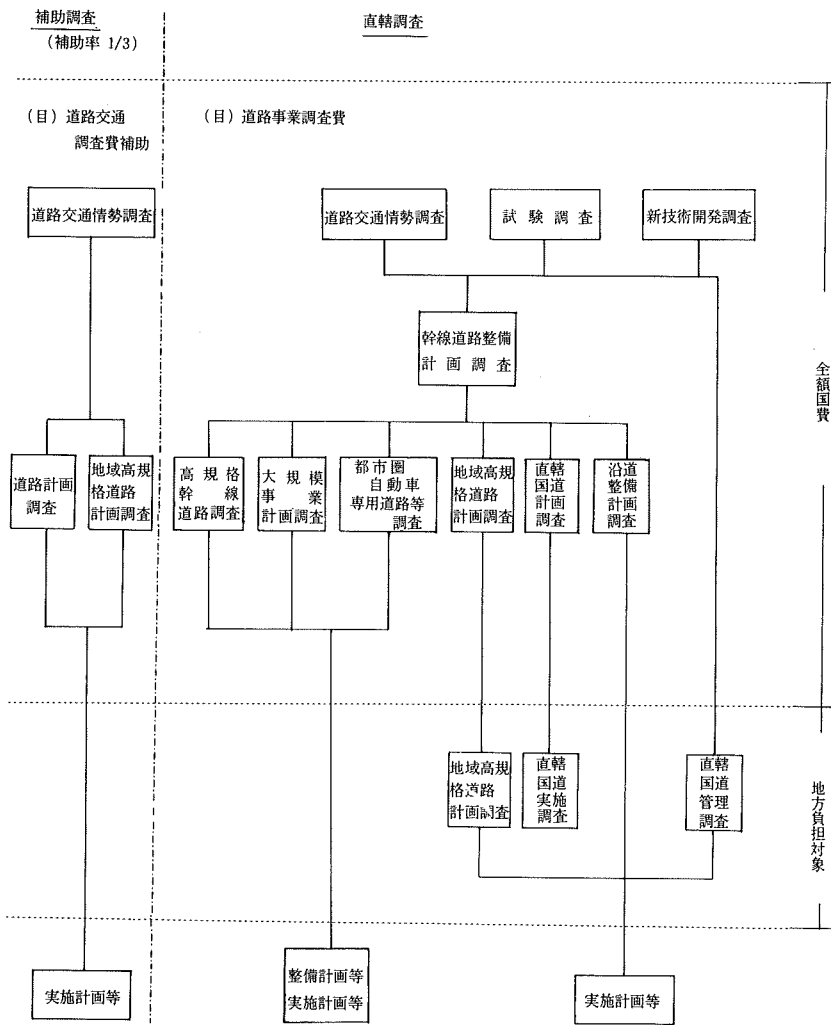 補助調査
(補助率 1/3)
直轄調査
(目) 道路交通
調査費補助
(目) 道路事業調査費
道路交通情勢調査
道路交通情勢調査
試験調査
新技術開発調査
幹線道路整備
計画調査
全額国費
道路計画
調査
地域高規
格道路
計画調査
高規格
幹線
道路調査
大規模
事業
計画調査
都市圏
自動車
専用道路等
調査
地域高規
格道路
計画調査
直轄
国道
計画
調査
沿道
整備
計画
調査
地域高規
格道路
計画調査
直轄
国道
実施
調査
直轄
国道
管理
調査
地方負担対象
実施計画等
整備計画等
実施計画等
実施計画等